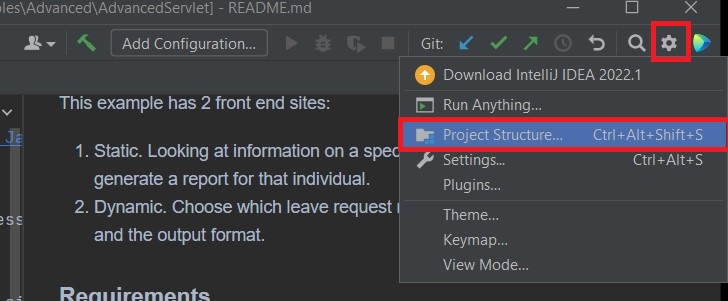 les\Advanced\AdvancedServlet] - README.md
Add Configuration...
Git:
Download IntelliJ IDEA 2022.1
Run Anything...
Project Structure... Ctrl+Alt+Shift+S
Settings... Ctrl+Alt+S
Plugins...
Theme...
Keymap...
View Mode...
This example has 2 front end sites:
Ja
1. Static. Looking at information on a spec
generate a report for that individual.
2. Dynamic. Choose which leave request r
and the output format.
ess
Requirements